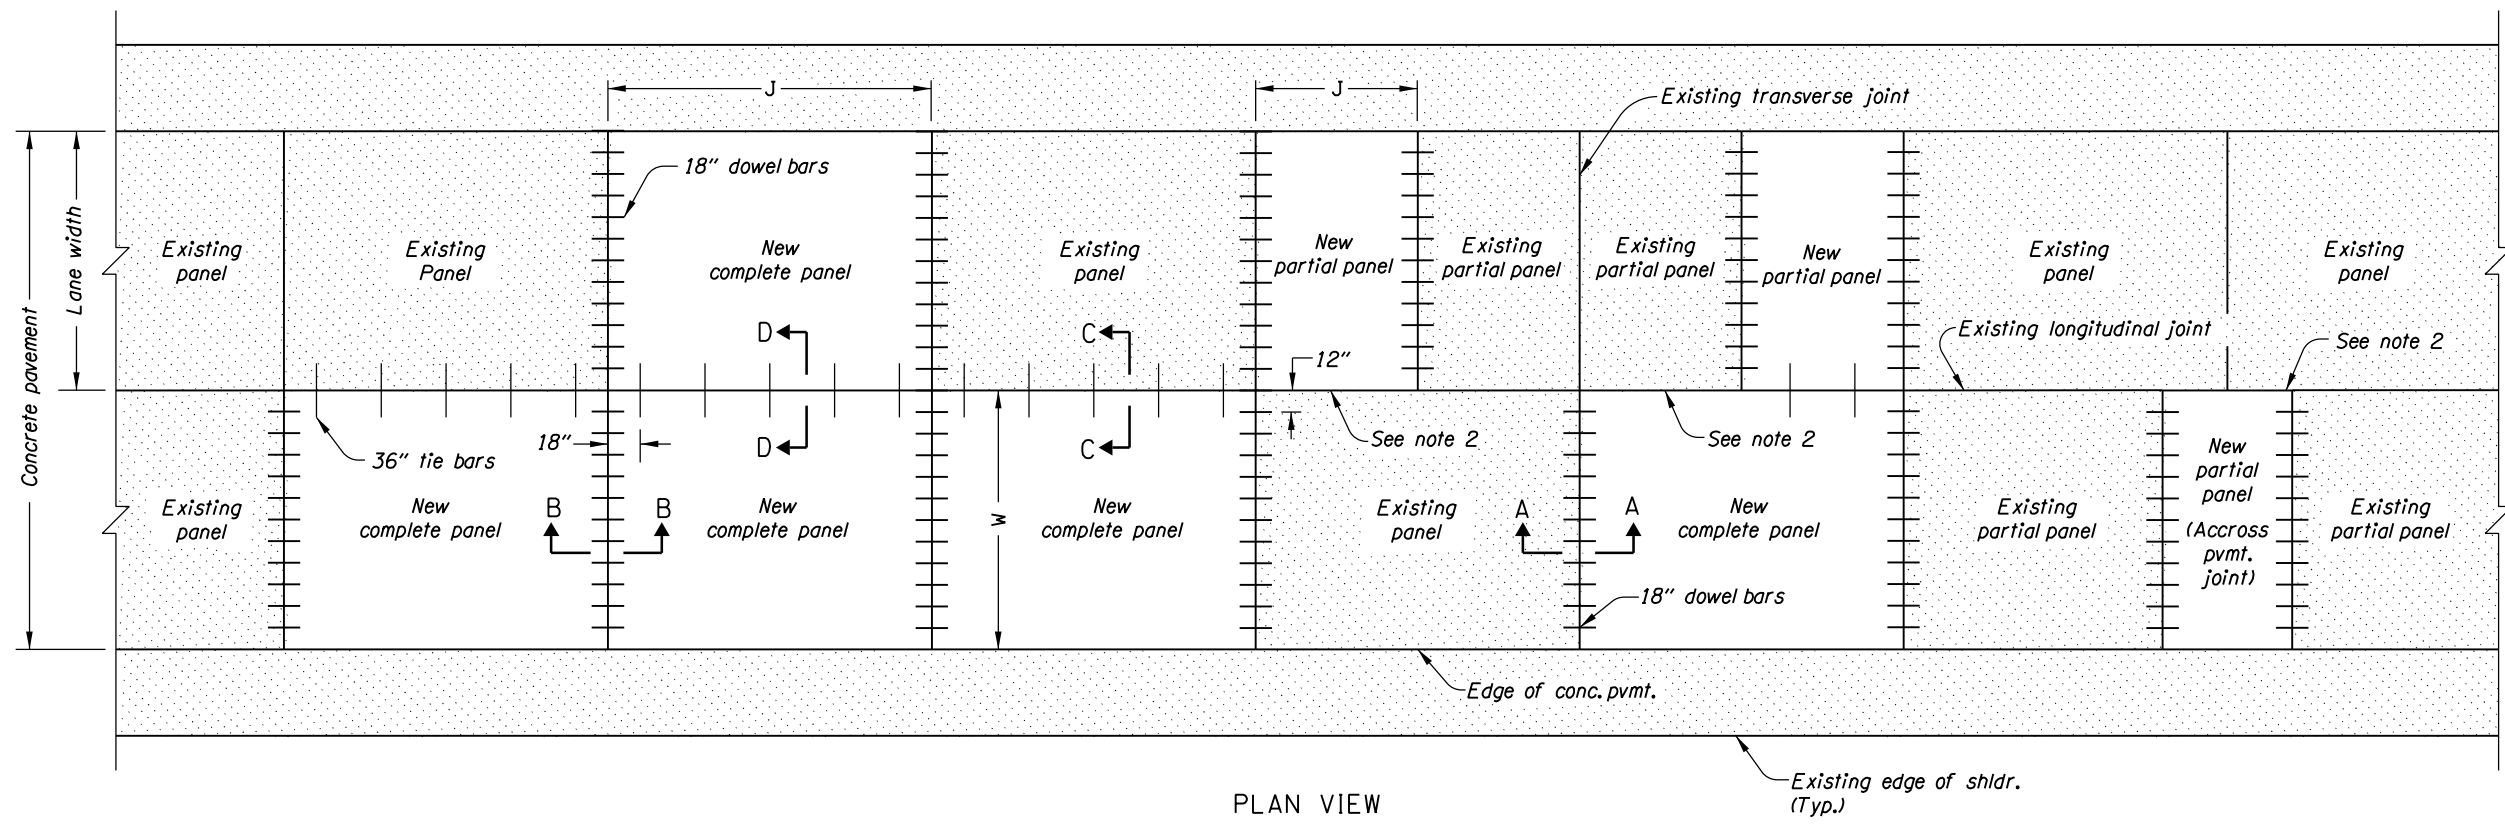 J
J
Existing transverse joint
18" dowel bars
Lane width
Concrete pavement
Existing
panel
Existing
Panel
New
complete panel
Existing
panel
New
partial panel
Existing
partial panel
Existing
partial panel
New
partial panel
Existing
panel
Existing
panel
D
C
12"
Existing longitudinal joint
See note 2
18"
D
C
See note 2
See note 2
36" tie bars
W
Existing
panel
New
complete panel
B
B
New
complete panel
New
complete panel
Existing
panel
A
A
New
complete panel
Existing
partial panel
New
partial
panel
(Accross
pvmt.
joint)
Existing
partial panel
18" dowel bars
Edge of conc. pvmt.
Existing edge of shldr.
(Typ.)
PLAN VIEW